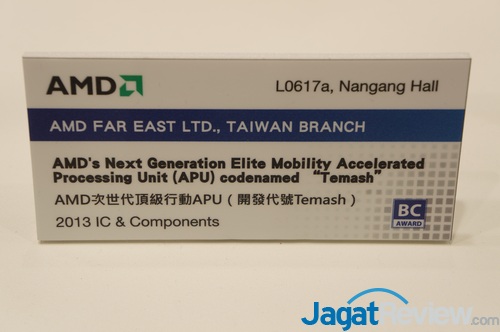 AMD
L0617a, Nangang Hall
AMD FAR EAST LTD., TAIWAN BRANCH
AMD's Next Generation Elite Mobility Accelerated
Processing Unit (APU) codenamed “Temash”
AMD次世代頂級行動APU（開發代號Temash）
2013 IC & Components
BC
AWARD
JagatReview.com